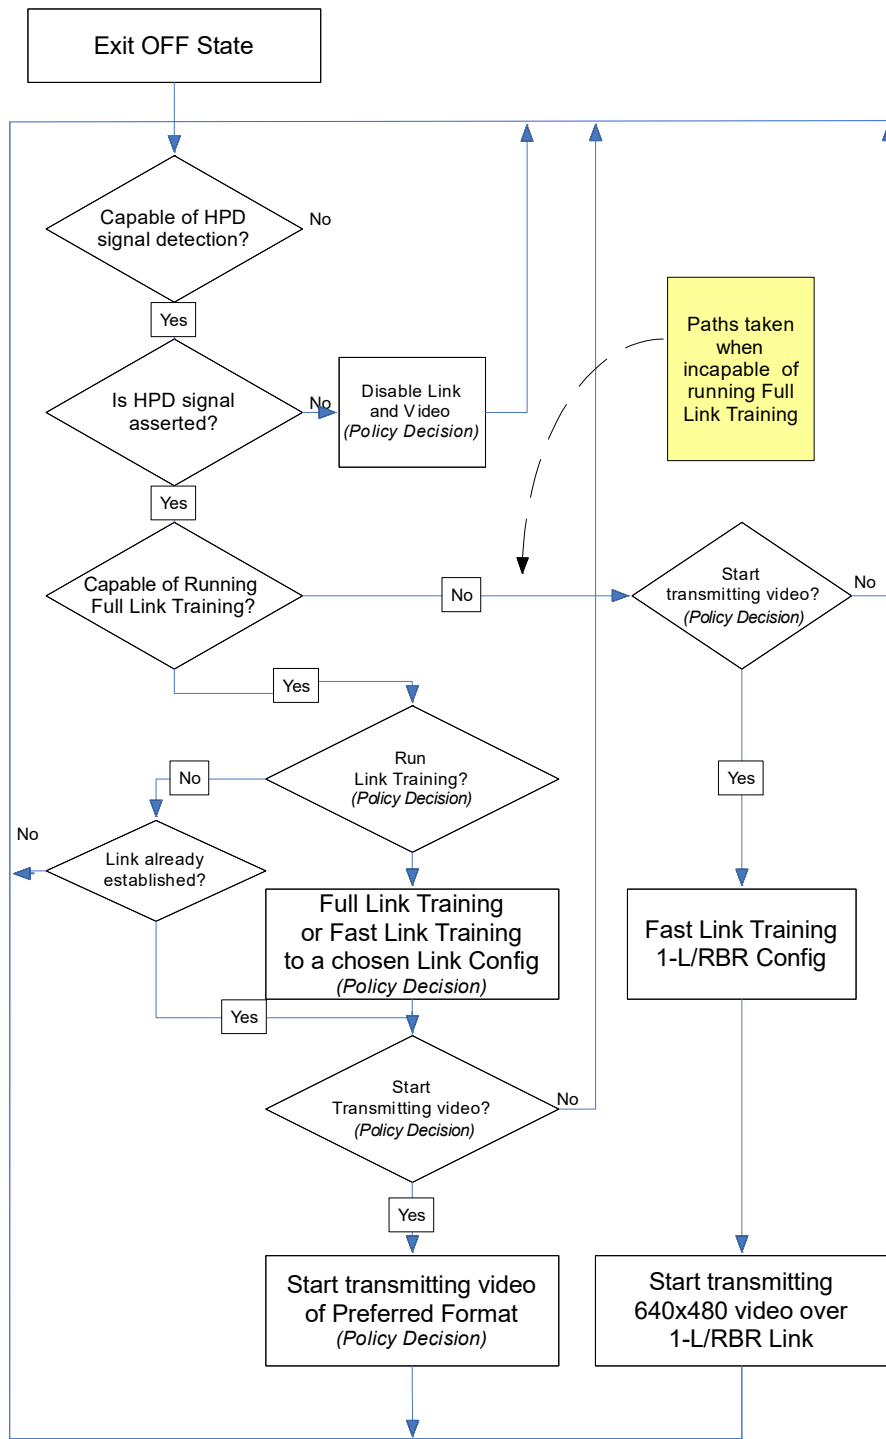 Exit OFF State
Capable of HPD
signal detection?
No
Yes
Is HPD signal
asserted?
No
Disable Link
and Video
(Policy Decision)
Paths taken
when
incapable of
running Full
Link Training
Yes
Capable of Running
Full Link Training?
No
Start
transmitting video?
(Policy Decision)
No
Yes
Run
Link Training?
(Policy Decision)
No
Yes
No
Link already
established?
Full Link Training
or Fast Link Training
to a chosen Link Config
(Policy Decision)
Fast Link Training
1-L/RBR Config
Yes
Start
Transmitting video?
(Policy Decision)
No
Yes
Start transmitting video
of Preferred Format
(Policy Decision)
Start transmitting
640x480 video over
1-L/RBR Link